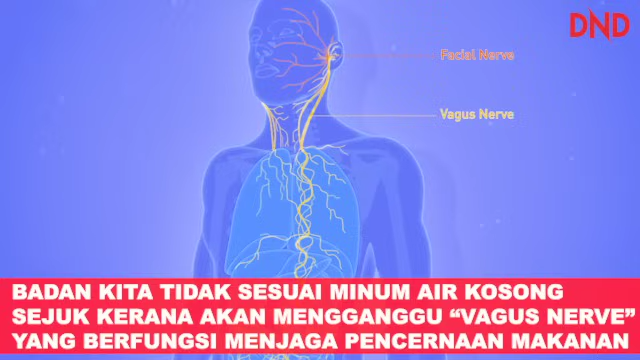 DND
Facial Nerve
Vagus Nerve
BADAN KITA TIDAK SESUAI MINUM AIR KOSONG
SEJUK KERANA AKAN MENGGANGGU “VAGUS NERVE”
YANG BERFUNGSI MENJAGA PENCERNAAN MAKANAN